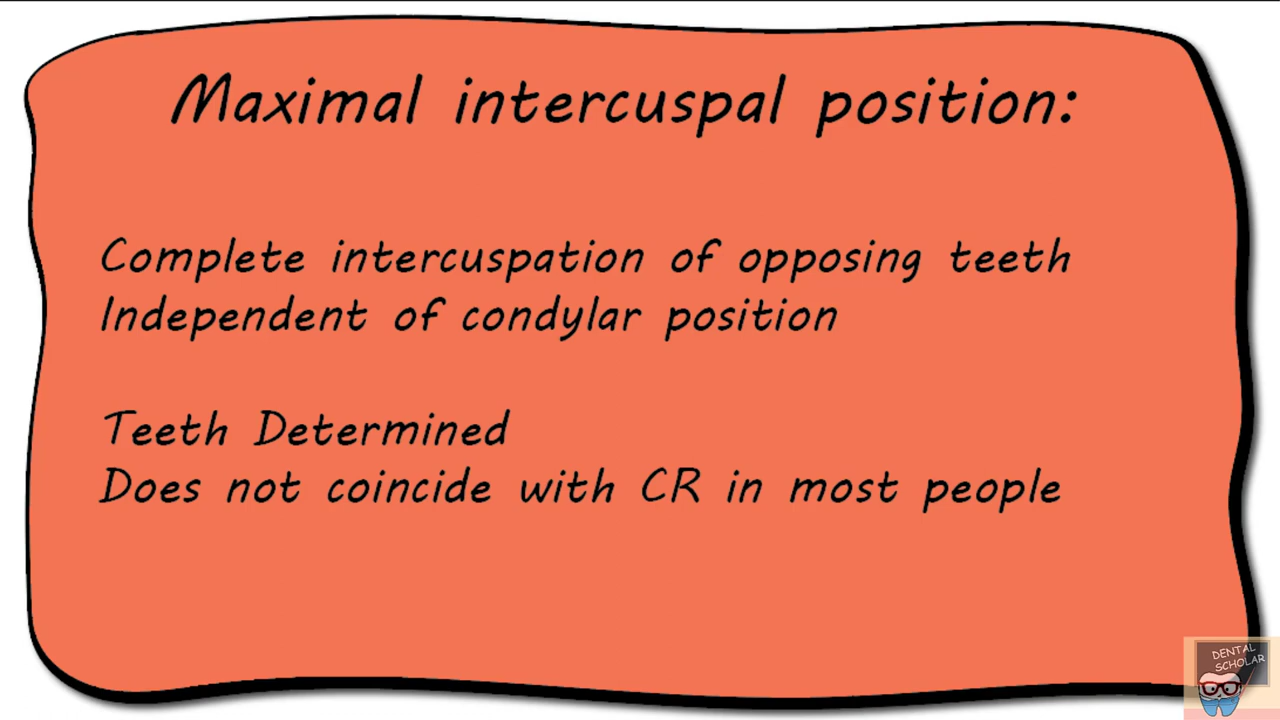 Maximal intercuspal position:
Complete intercuspation of opposing teeth
Independent of condylar position
Teeth Determined
Does not coincide with CR in most people
DENTAL
SCHOLAR